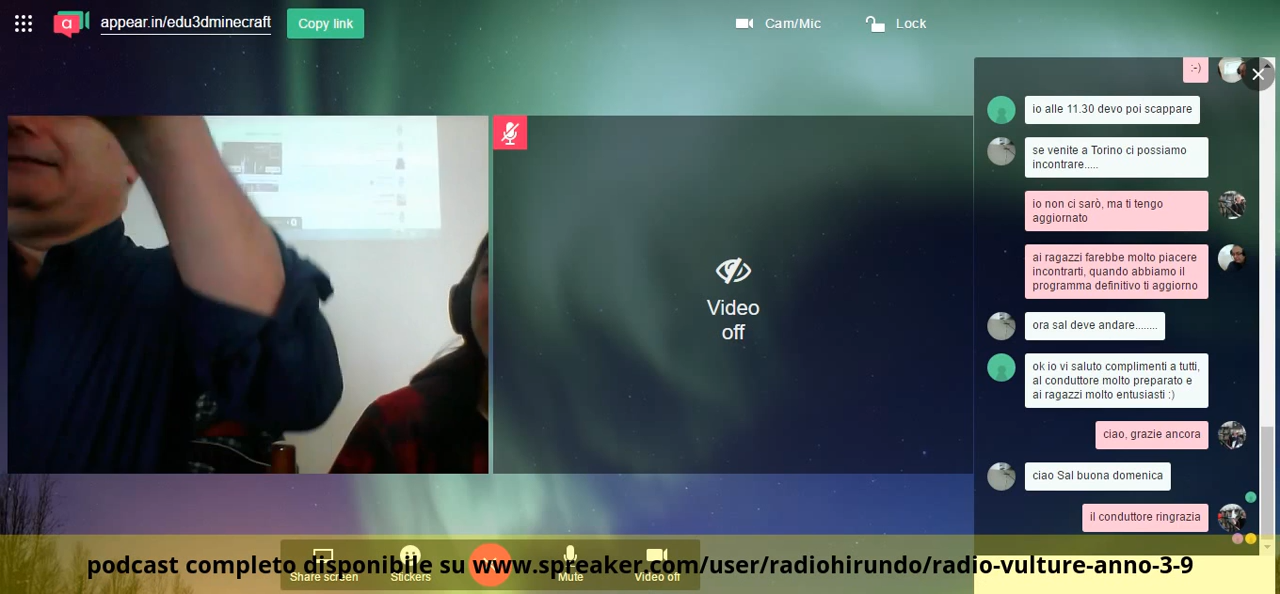 appear.in/edu3dminecraft
Copy link
Cam/Mic
Lock
:-)
io alle 11.30 devo poi scappare
se venite a Torino ci possiamo
incontrare.....
io non ci sarò, ma ti tengo
aggiornato
ai ragazzi farebbe molto piacere
incontrarti, quando abbiamo il
programma definitivo ti aggiorno
ora sal deve andare........
ok io vi saluto complimenti a tutti,
al conduttore molto preparato e
ai ragazzi molto entusiasti :)
ciao, grazie ancora
ciao Sal buona domenica
il conduttore ringrazia
Video
off
podcast completo disponibile su www.spreaker.com/user/radiohirundo/radio-vulture-anno-3-9
Share screen
Stickers
Mute
Video off